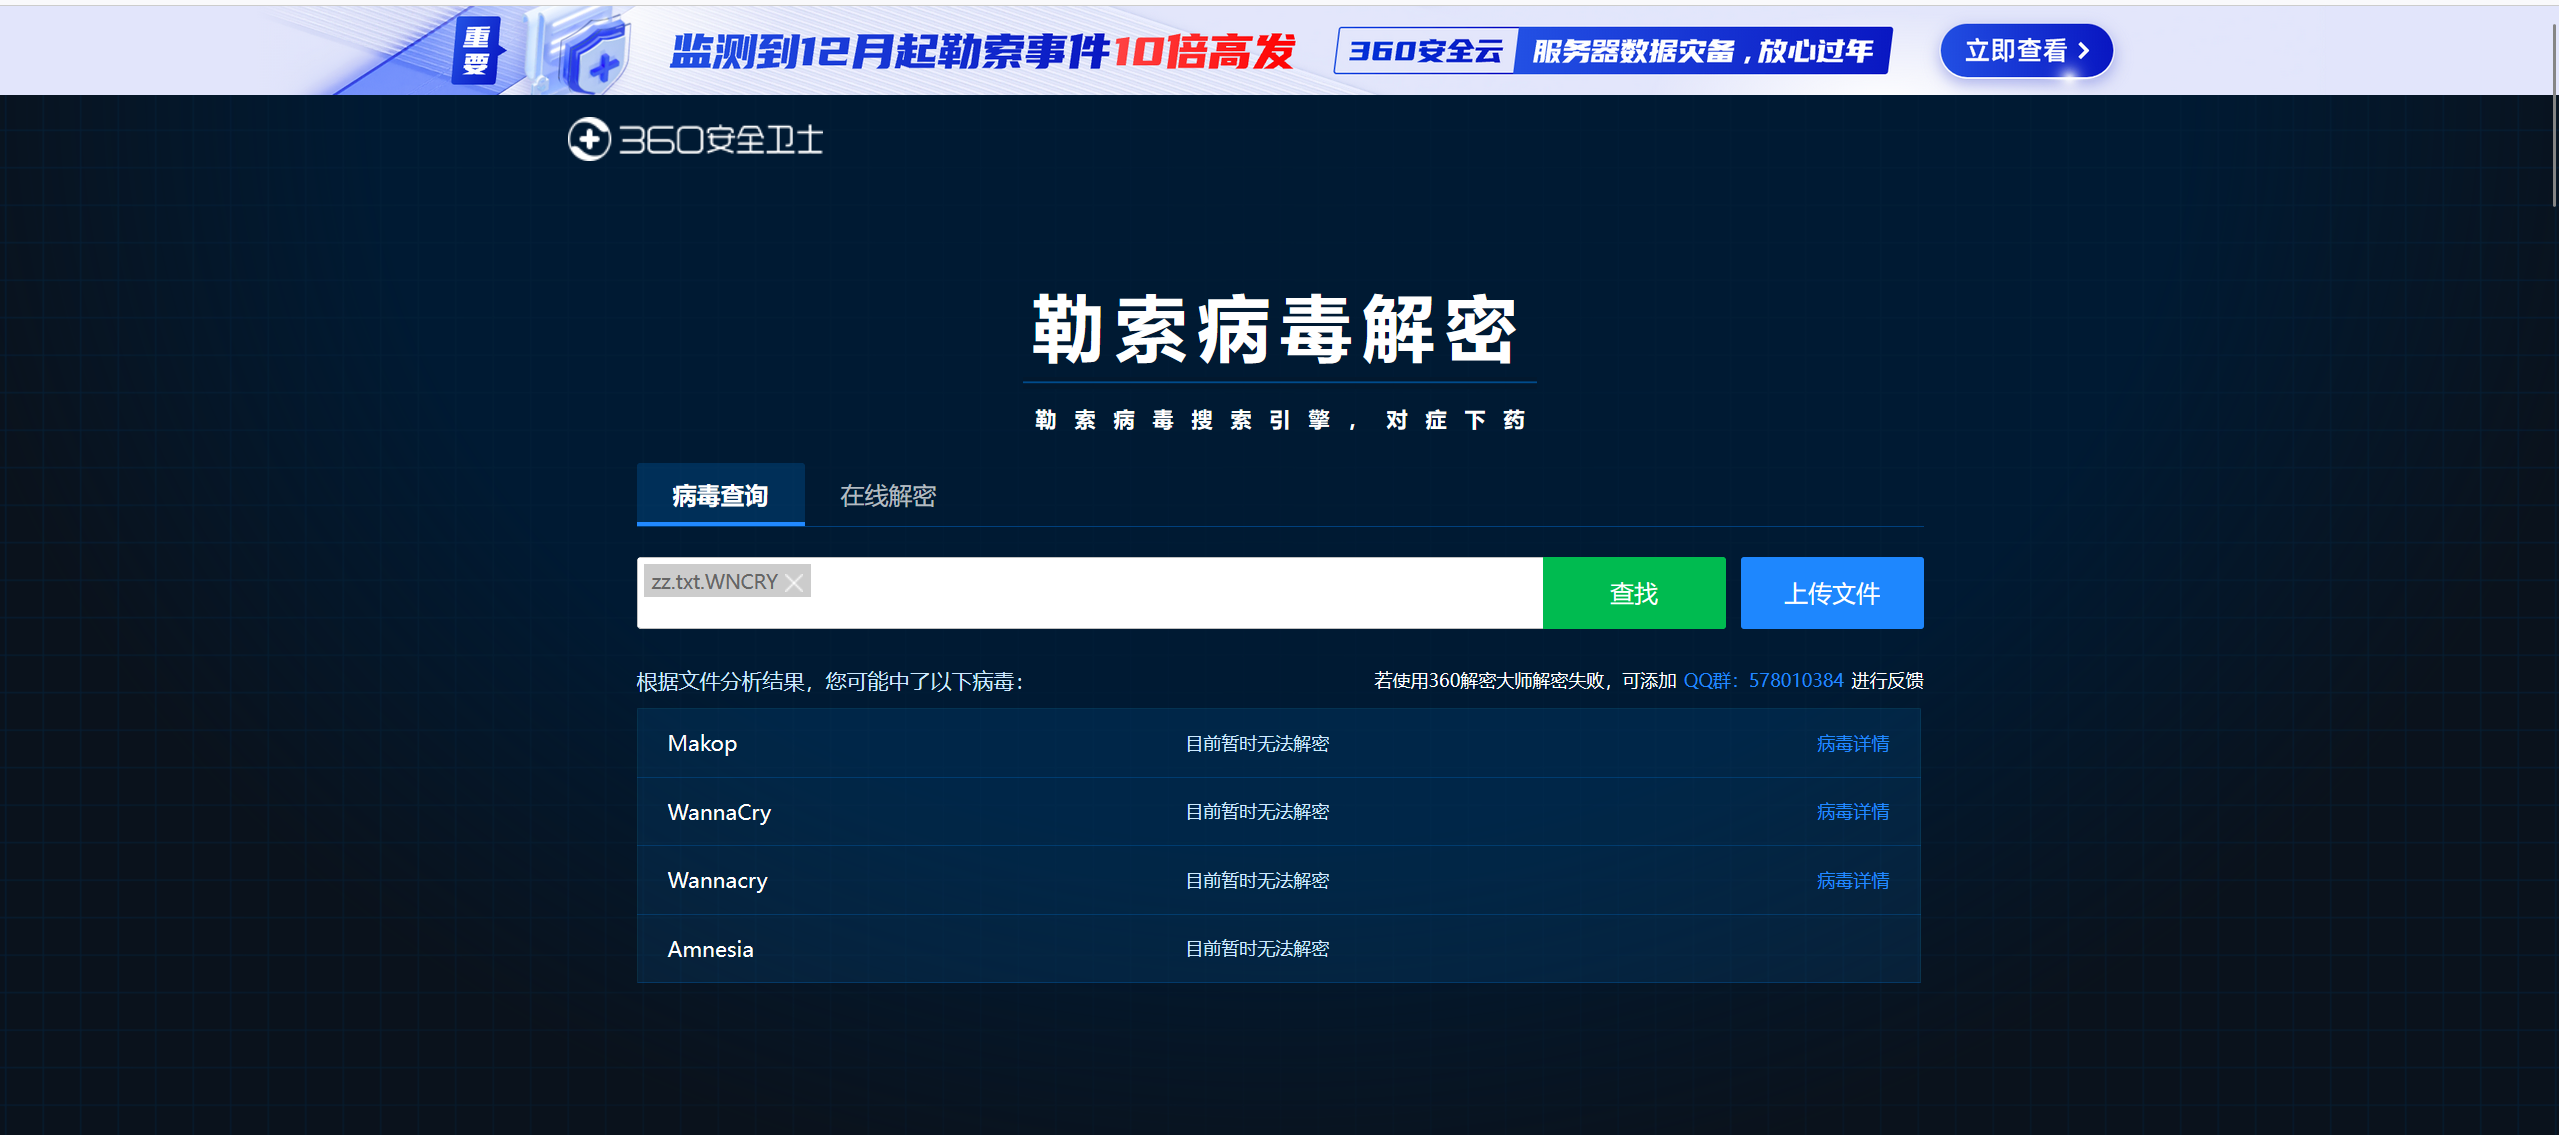 重要
监测到12月起勒索事件10倍高发
360安全云 服务器数据灾备,放心过年
立即查看
360安全卫士
勒索病毒解密
勒索病毒搜索引擎,对症下药
病毒查询 在线解密
zz.txt.WNCRY
查找
上传文件
根据文件分析结果，您可能中了以下病毒：
若使用360解密大师解密失败，可添加 QQ群：578010384 进行反馈
Makop 目前暂时无法解密 病毒详情
WannaCry 目前暂时无法解密 病毒详情
Wannacry 目前暂时无法解密 病毒详情
Amnesia 目前暂时无法解密